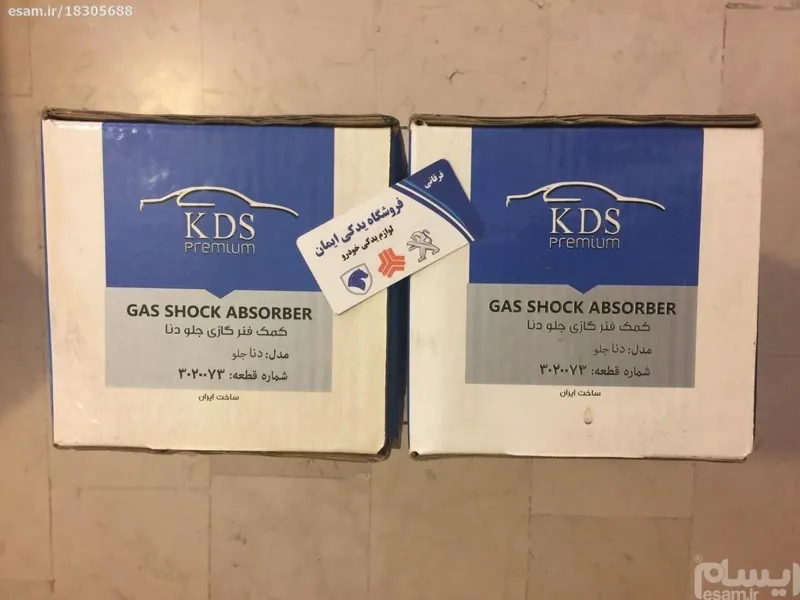 esam.ir/18305688
KDS
Premium
GAS SHOCK ABSORBER
کمک فنر گازی جلو دنا
مدل: دنا جلو
شماره قطعه: ۳۰۲۰۰۷۳
ساخت ایران
فرقانی
فروشگاه یدکی ایمان
لوازم یدکی خودرو
KDS
Premium
GAS SHOCK ABSORBER
کمک فنر گازی جلو دنا
مدل: دنا جلو
شماره قطعه: ۳۰۲۰۰۷۳
ساخت ایران
ایسام
esam.ir